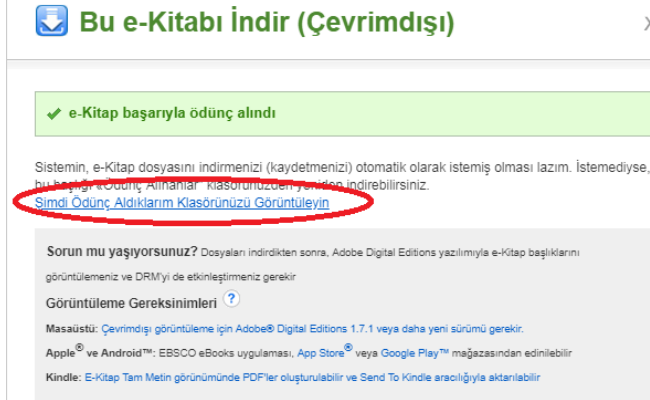 Bu e-Kitabı İndir (Çevrimdışı)
e-Kitap başarıyla ödünç alındı
Sistemin, e-Kitap dosyasını indirmenizi (kaydetmenizi) otomatik olarak istemiş olması lazım. İstemediyse,
bu başlığı "Ödünç Alınanlar" klasörünüzden yeniden indirebilirsiniz.
Şimdi Ödünç Aldıklarım Klasörünüzü Görüntüleyin
Sorun mu yaşıyorsunuz? Dosyaları indirdikten sonra, Adobe Digital Editions yazılımıyla e-Kitap başlıklarını
görüntülemeniz ve DRM'yi de etkinleştirmeniz gerekir
Görüntüleme Gereksinimleri ?
Masaüstü: Çevrimdışı görüntüleme için Adobe® Digital Editions 1.7.1 veya daha yeni sürümü gerekir.
Apple® ve Android™: EBSCO eBooks uygulaması, App Store® veya Google Play™ mağazasından edinilebilir
Kindle: E-Kitap Tam Metin görünümünde PDF'ler oluşturulabilir ve Send To Kindle aracılığıyla aktarılabilir